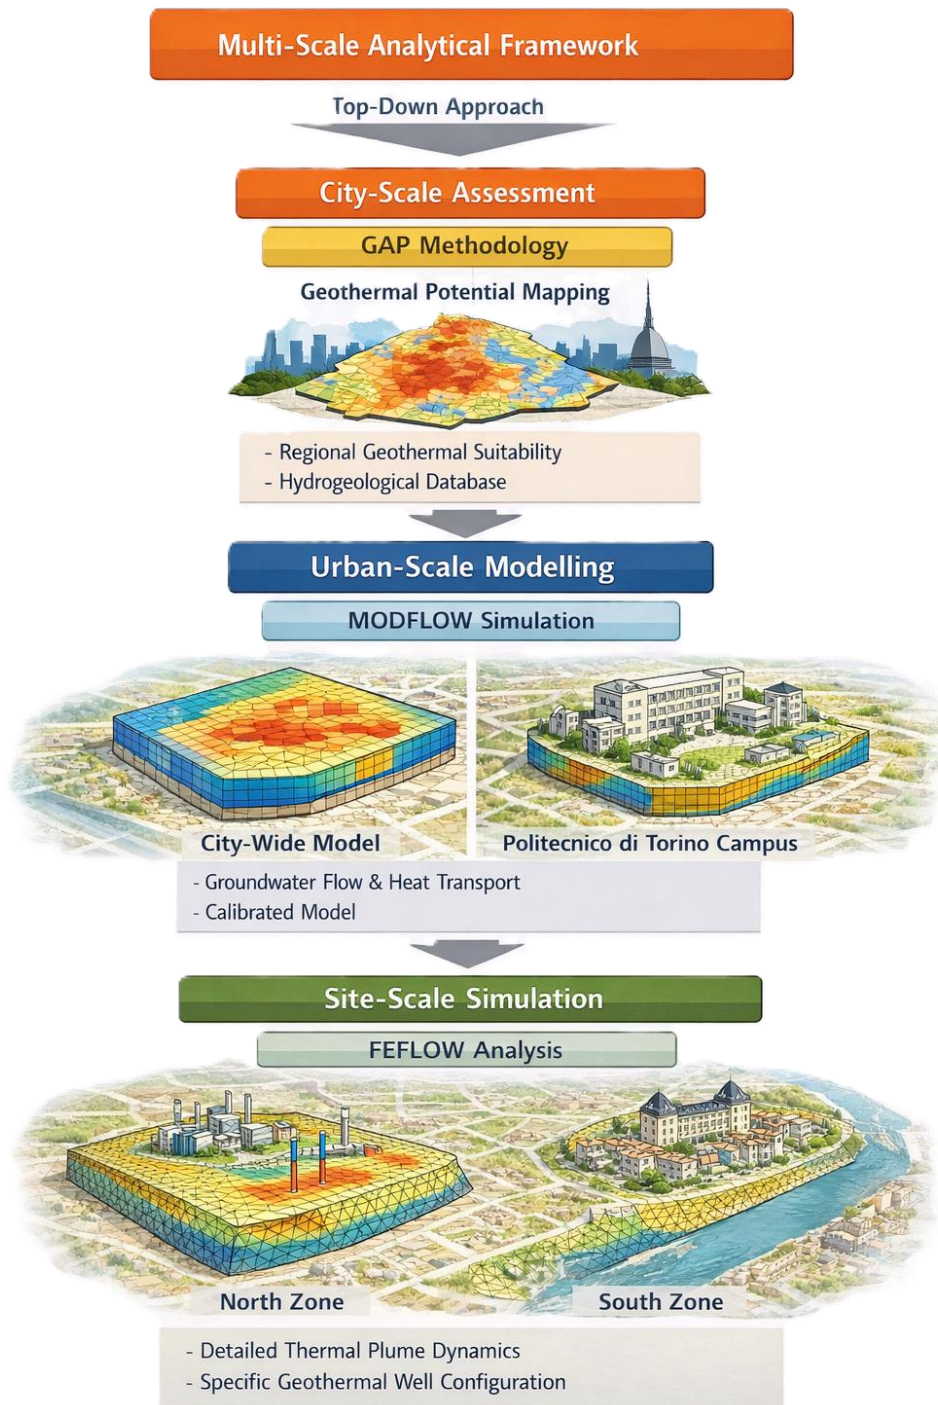 Multi-Scale Analytical Framework
Top-Down Approach
City-Scale Assessment
GAP Methodology
Geothermal Potential Mapping
- Regional Geothermal Suitability
- Hydrogeological Database
Urban-Scale Modelling
MODFLOW Simulation
City-Wide Model
Politecnico di Torino Campus
- Groundwater Flow & Heat Transport
- Calibrated Model
Site-Scale Simulation
FEFLOW Analysis
North Zone
South Zone
- Detailed Thermal Plume Dynamics
- Specific Geothermal Well Configuration